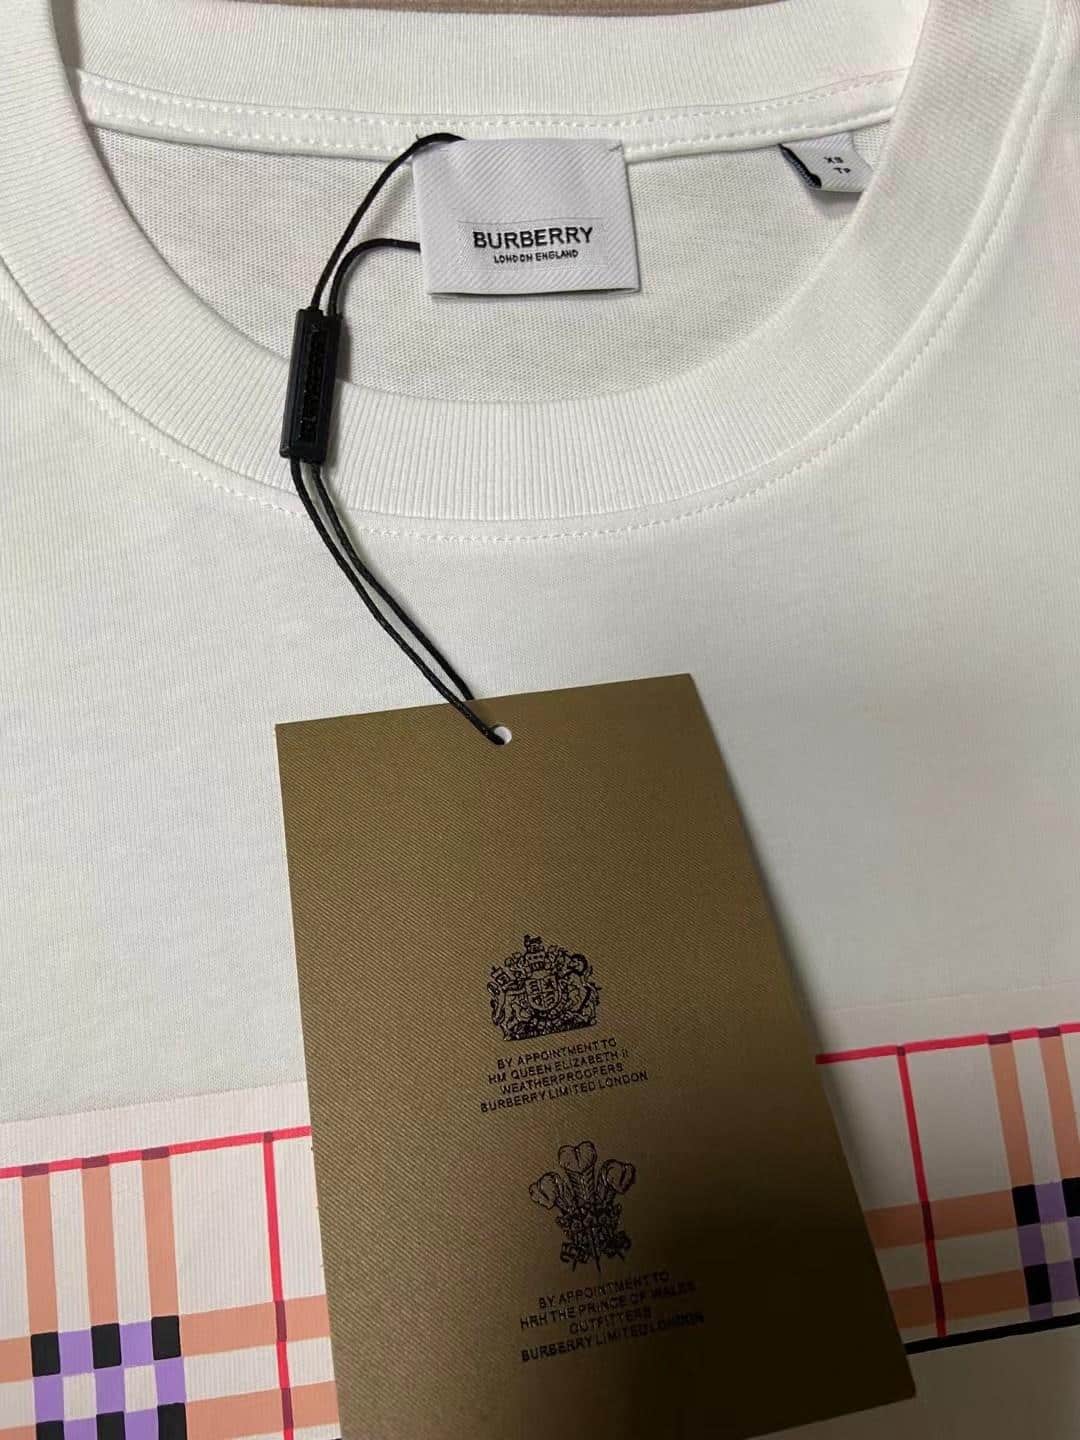 BURBERRY
LONDON ENGLAND
XS
TP
BY APPOINTMENT TO
HM QUEEN ELIZABETH II
WEATHERPROOFERS
BURBERRY LIMITED LONDON
BY APPOINTMENT TO
HRH THE PRINCE OF WALES
OUTFITTERS
BURBERRY LIMITED LONDON